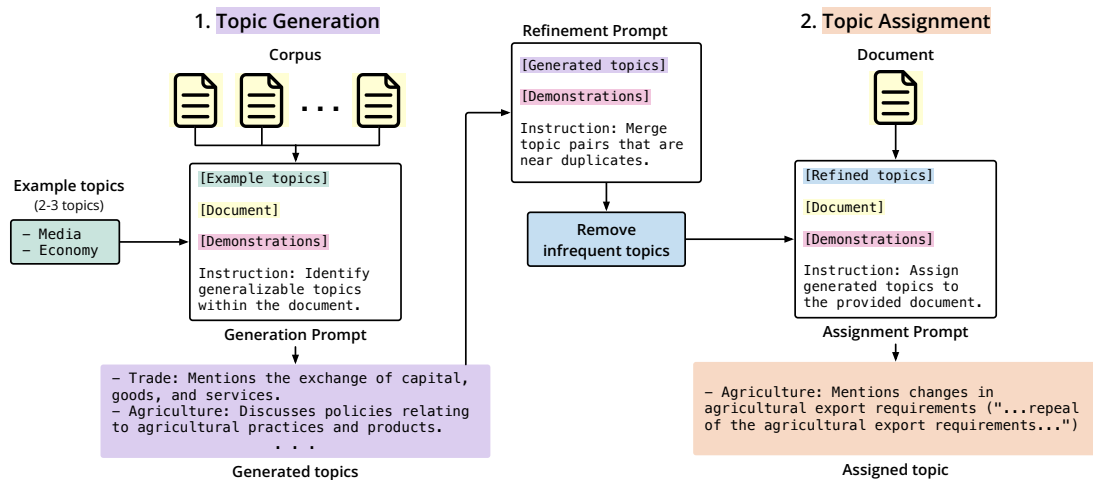 1. Topic Generation
Corpus
. . .
Example topics
(2-3 topics)
– Media
– Economy
[Example topics]
[Document]
[Demonstrations]
Instruction: Identify
generalizable topics
within the document.
Generation Prompt
– Trade: Mentions the exchange of capital,
goods, and services.
– Agriculture: Discusses policies relating
to agricultural practices and products.
. . .
Generated topics
Refinement Prompt
[Generated topics]
[Demonstrations]
Instruction: Merge
topic pairs that are
near duplicates.
Remove
infrequent topics
2. Topic Assignment
Document
[Refined topics]
[Document]
[Demonstrations]
Instruction: Assign
generated topics to
the provided document.
Assignment Prompt
– Agriculture: Mentions changes in
agricultural export requirements ("...repeal
of the agricultural export requirements...")
Assigned topic